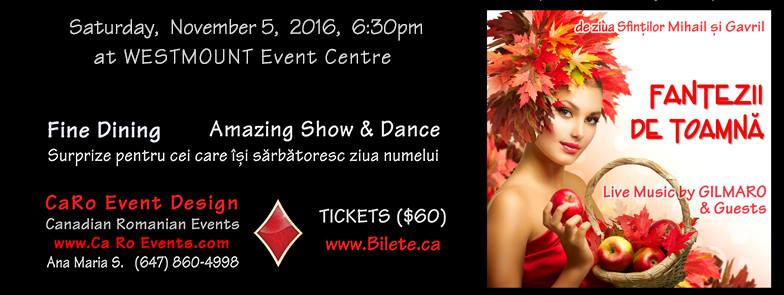 Saturday, November 5, 2016, 6:30pm
at WESTMOUNT Event Centre
Fine Dining Amazing Show & Dance
Surprize pentru cei care își sărbătoresc ziua numelui
CaRo Event Design
Canadian Romanian Events
www.Ca Ro Events.com
Ana Maria S. (647) 860-4998
TICKETS ($60)
www.Bilete.ca
de ziua Sfinților Mihail și Gavril
FANTEZII
DE TOAMNĂ
Live Music by GILMARO
& Guests